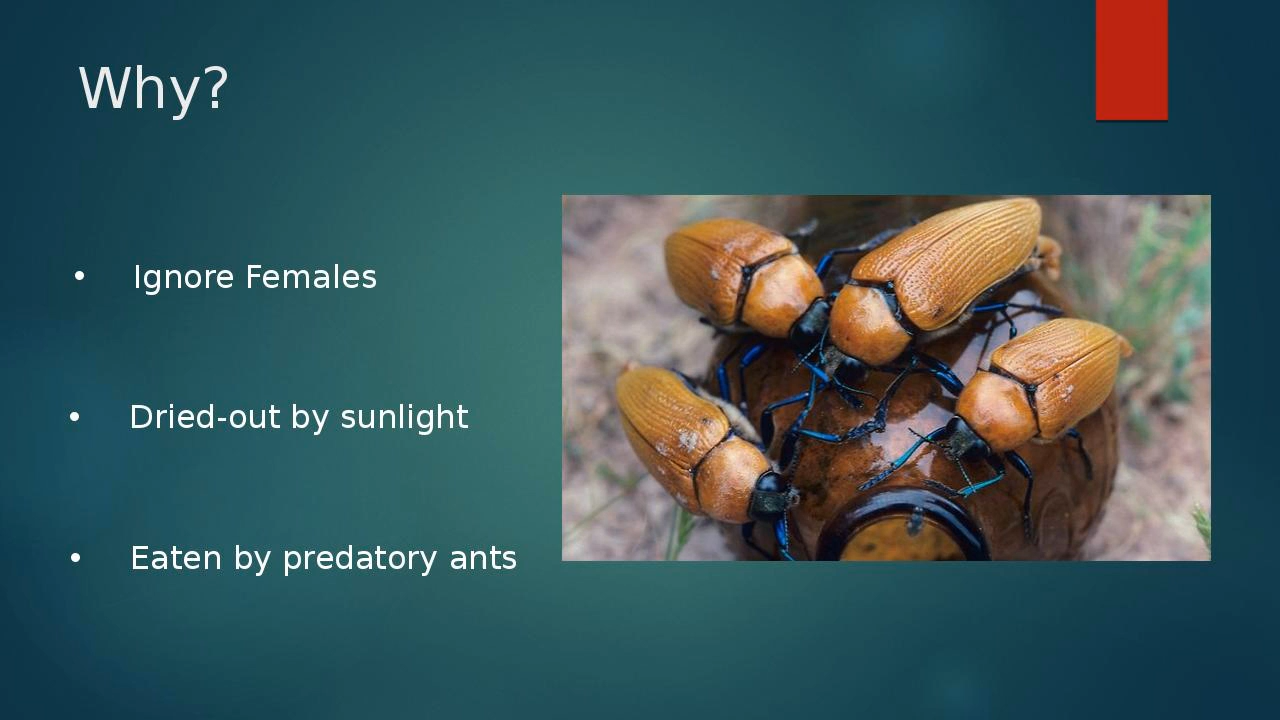 Why?
• Ignore Females
• Dried-out by sunlight
• Eaten by predatory ants